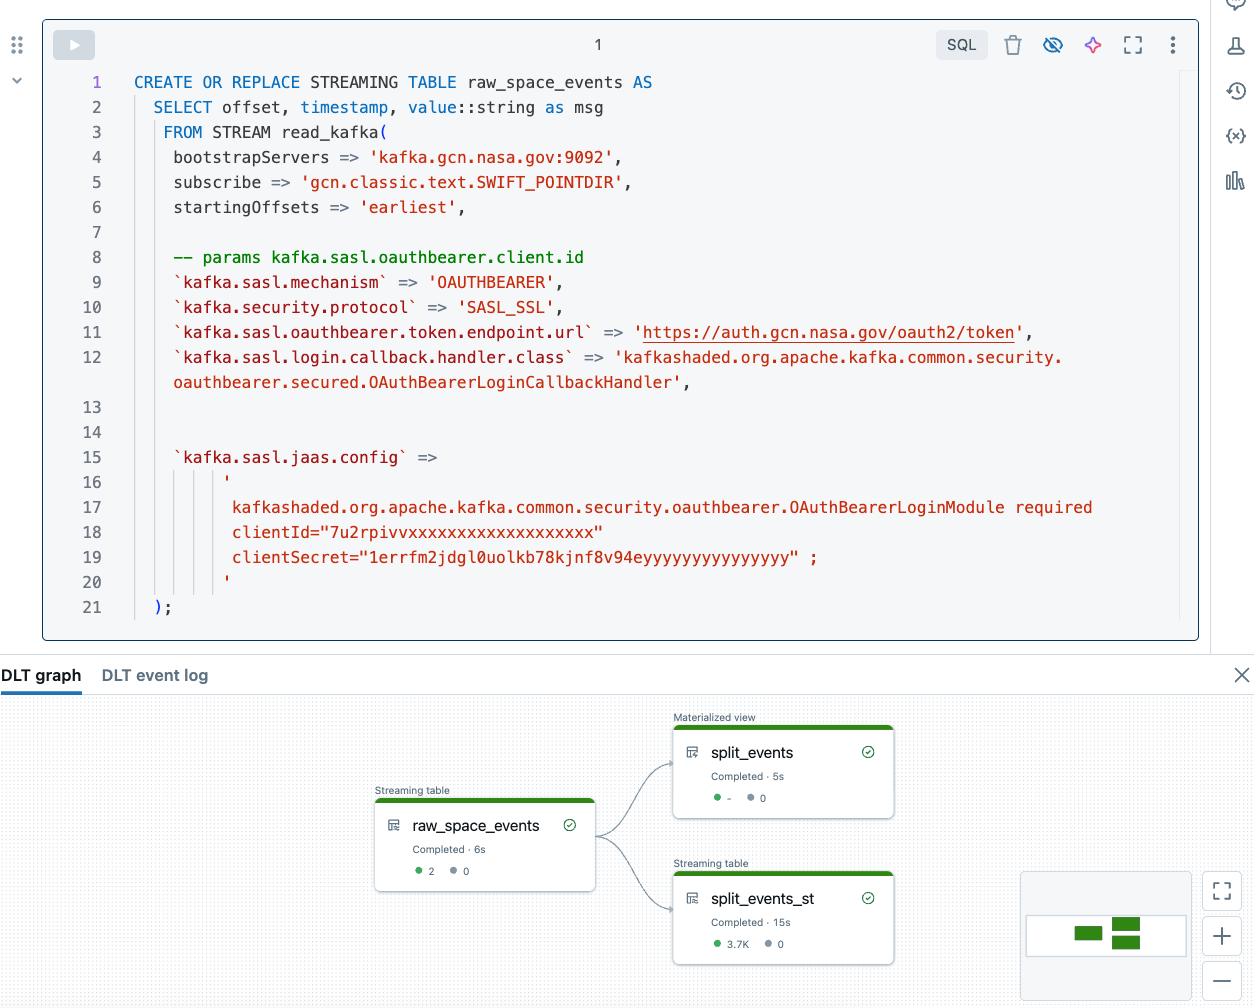 1
SQL
1 CREATE OR REPLACE STREAMING TABLE raw_space_events AS
2 SELECT offset, timestamp, value::string as msg
3 FROM STREAM read_kafka(
4 bootstrapServers => 'kafka.gcn.nasa.gov:9092',
5 subscribe => 'gcn.classic.text.SWIFT_POINTDIR',
6 startingOffsets => 'earliest',
7
8 -- params kafka.sasl.oauthbearer.client.id
9 `kafka.sasl.mechanism` => 'OAUTHBEARER',
10 `kafka.security.protocol` => 'SASL_SSL',
11 `kafka.sasl.oauthbearer.token.endpoint.url` => 'https://auth.gcn.nasa.gov/oauth2/token',
12 `kafka.sasl.login.callback.handler.class` => 'kafkashaded.org.apache.kafka.common.security.
oauthbearer.secured.OAuthBearerLoginCallbackHandler',
13
14
15 `kafka.sasl.jaas.config` =>
16 '
17 kafkashaded.org.apache.kafka.common.security.oauthbearer.OAuthBearerLoginModule required
18 clientId="7u2rpivvxxxxxxxxxxxxxxxxxxx"
19 clientSecret="1errfm2jdgl0uolkb78kjnf8v94eyyyyyyyyyyyyyyy" ;
20 '
21 );
DLT graph DLT event log
Materialized view
split_events
Completed · 5s
- 0
Streaming table
raw_space_events
Completed · 6s
2 0
Streaming table
split_events_st
Completed · 15s
3.7K 0